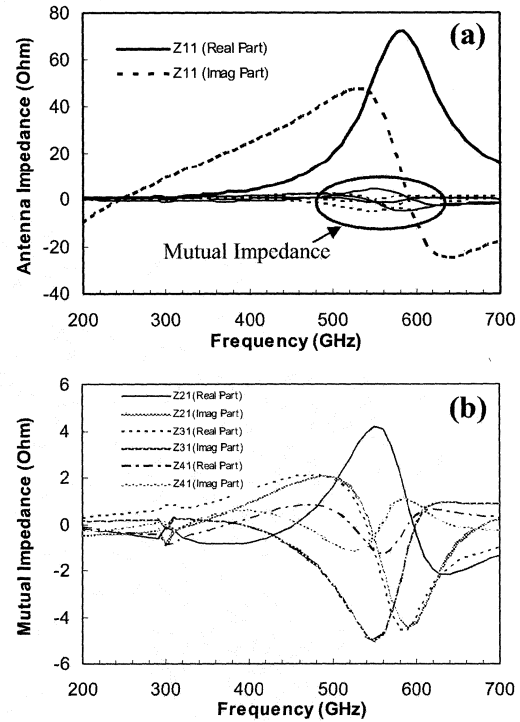 (a)
Z11 (Real Part)
Z11 (Imag Part)
Antenna Impedance (Ohm)
80
60
40
20
0
-20
-40
Mutual Impedance
200 300 400 500 600 700
Frequency (GHz)
(b)
Z21(Real Part)
Z21(Imag Part)
Z31(Real Part)
Z31(Imag Part)
Z41(Real Part)
Z41(Imag Part)
Mutual Impedance (Ohm)
6
4
2
0
-2
-4
-6
200 300 400 500 600 700
Frequency (GHz)